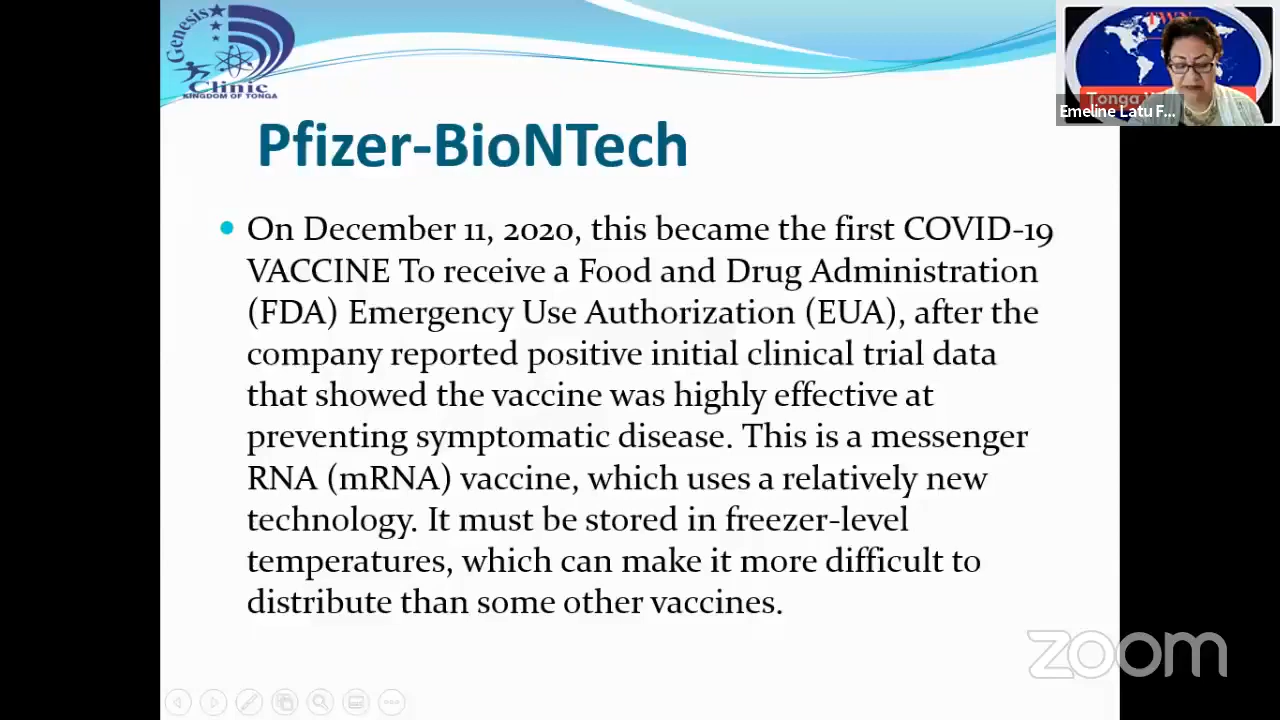 Genesis
Clinic
KINGDOM OF TONGA
TWN
Tonga
Emeline Latu F...
Pfizer-BioNTech
On December 11, 2020, this became the first COVID-19
VACCINE To receive a Food and Drug Administration
(FDA) Emergency Use Authorization (EUA), after the
company reported positive initial clinical trial data
that showed the vaccine was highly effective at
preventing symptomatic disease. This is a messenger
RNA (mRNA) vaccine, which uses a relatively new
technology. It must be stored in freezer-level
temperatures, which can make it more difficult to
distribute than some other vaccines.
zoom